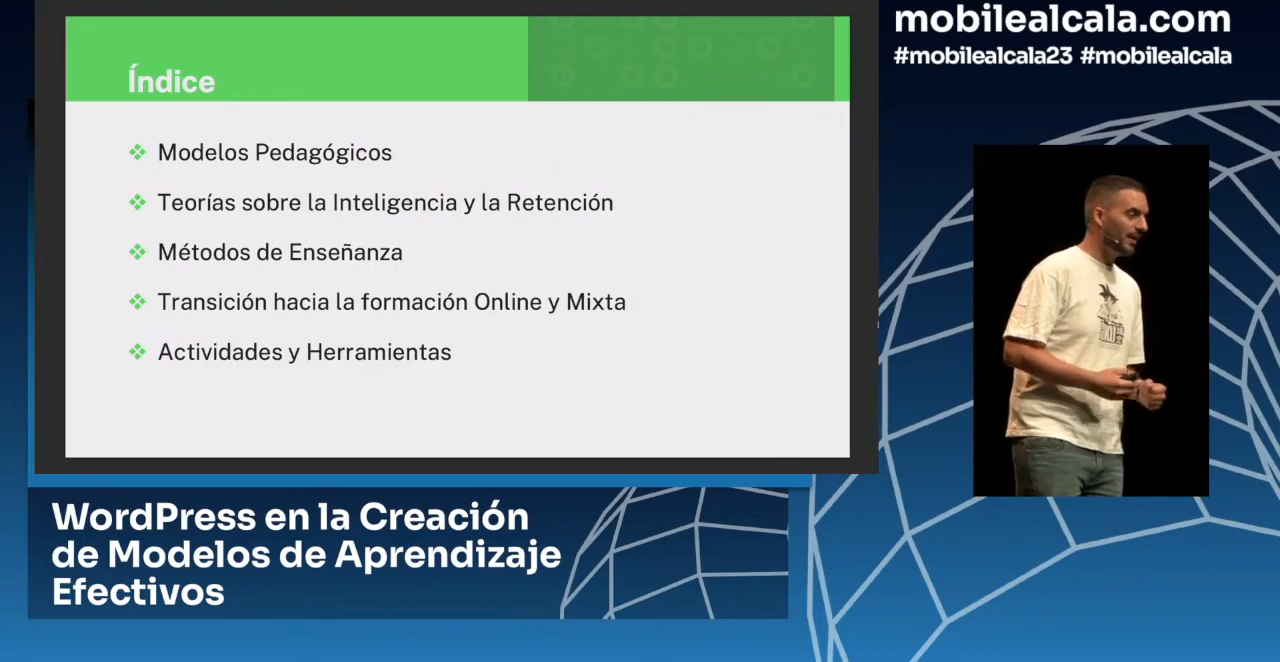 mobilealcala.com
#mobilealcala23 #mobilealcala
Índice
Modelos Pedagógicos
Teorías sobre la Inteligencia y la Retención
Métodos de Enseñanza
Transición hacia la formación Online y Mixta
Actividades y Herramientas
WordPress en la Creación
de Modelos de Aprendizaje
Efectivos